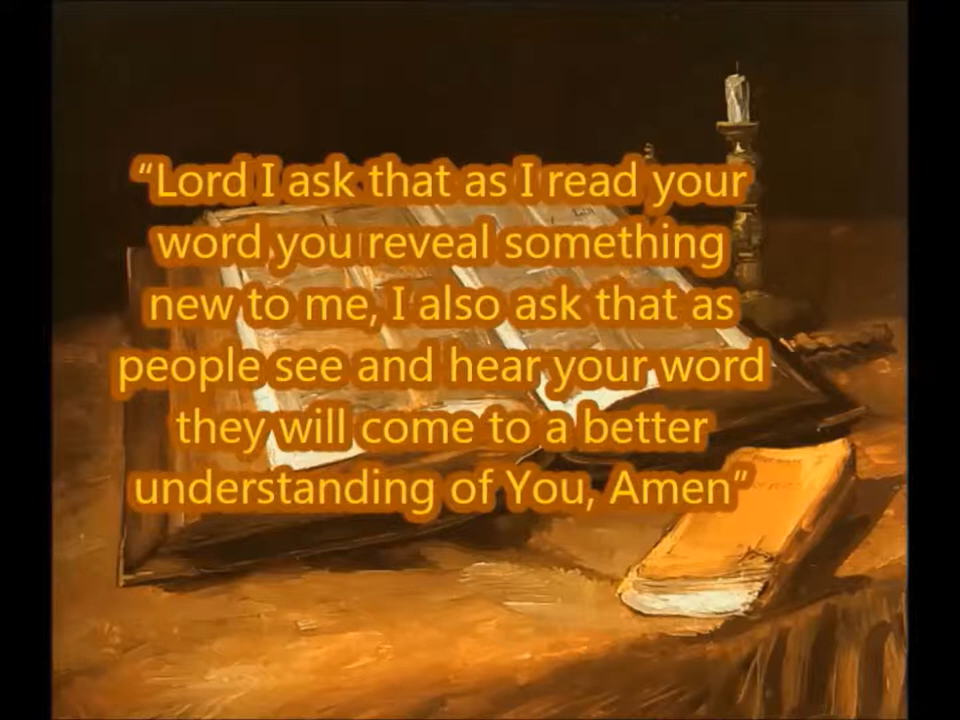 “Lord I ask that as I read your
word you reveal something
new to me, I also ask that as
people see and hear your word
they will come to a better
understanding of You, Amen”